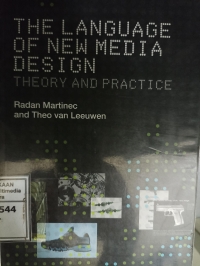 THE LANGUAGE
OF NEW MEDIA
DESIGN
THEORY AND PRACTICE
Radan Martinec
and Theo van Leeuwen
544